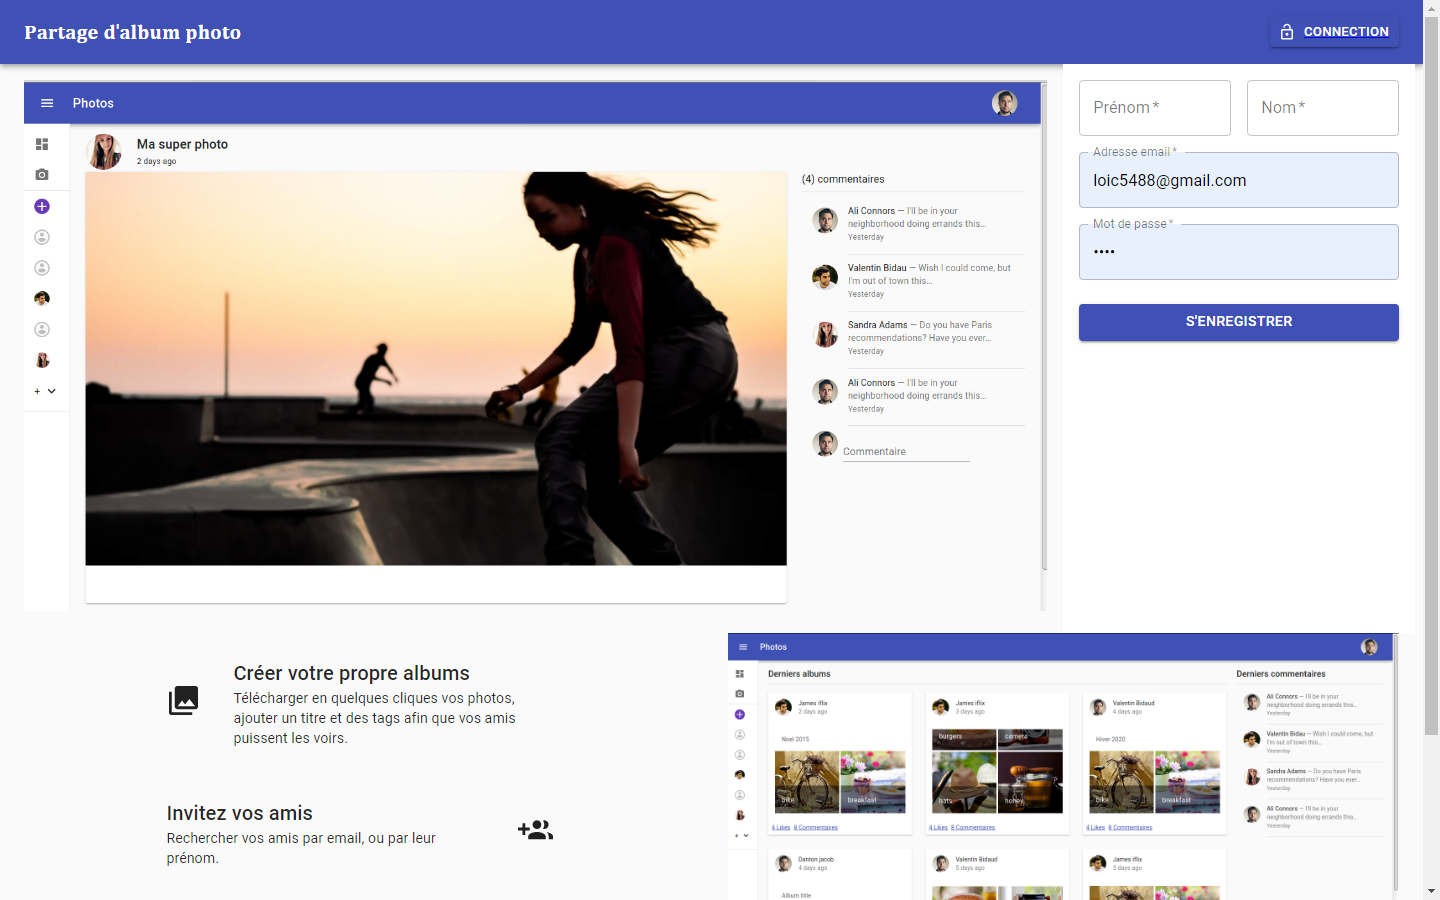 Partage d'album photo
CONNECTION
Photos
Ma super photo
2 days ago
(4) commentaires
Ali Connors — I'll be in your
neighborhood doing errands this…
Yesterday
Valentin Bidau — Wish I could come, but
I'm out of town this…
Yesterday
Sandra Adams — Do you have Paris
recommendations? Have you ever…
Yesterday
Ali Connors — I'll be in your
neighborhood doing errands this…
Yesterday
Commentaire
+
Prénom *
Nom *
Adresse email *
loic5488@gmail.com
Mot de passe *
••••
S'ENREGISTRER
Créer votre propre albums
Télécharger en quelques cliques vos photos,
ajouter un titre et des tags afin que vos amis
puissent les voirs.
Invitez vos amis
Rechercher vos amis par email, ou par leur
prénom.
Photos
Derniers albums
James iflix
2 days ago
Noel 2015
bike
breakfast
4 Likes 8 Commentaires
James iflix
3 days ago
burgers
camera
hats
honey
4 Likes 8 Commentaires
Valentin Bidaud
4 days ago
Hiver 2020
bike
breakfast
4 Likes 8 Commentaires
Danton jacob
4 days ago
Album title
Valentin Bidaud
5 days ago
James iflix
5 days ago
Derniers commentaires
Ali Connors — I'll be in your
neighborhood doing errands this…
Yesterday
Valentin Bidau — Wish I could come, but
I'm out of town this…
Yesterday
Sandra Adams — Do you have Paris
recommendations? Have you ever…
Yesterday
Ali Connors — I'll be in your
neighborhood doing errands this…
Yesterday